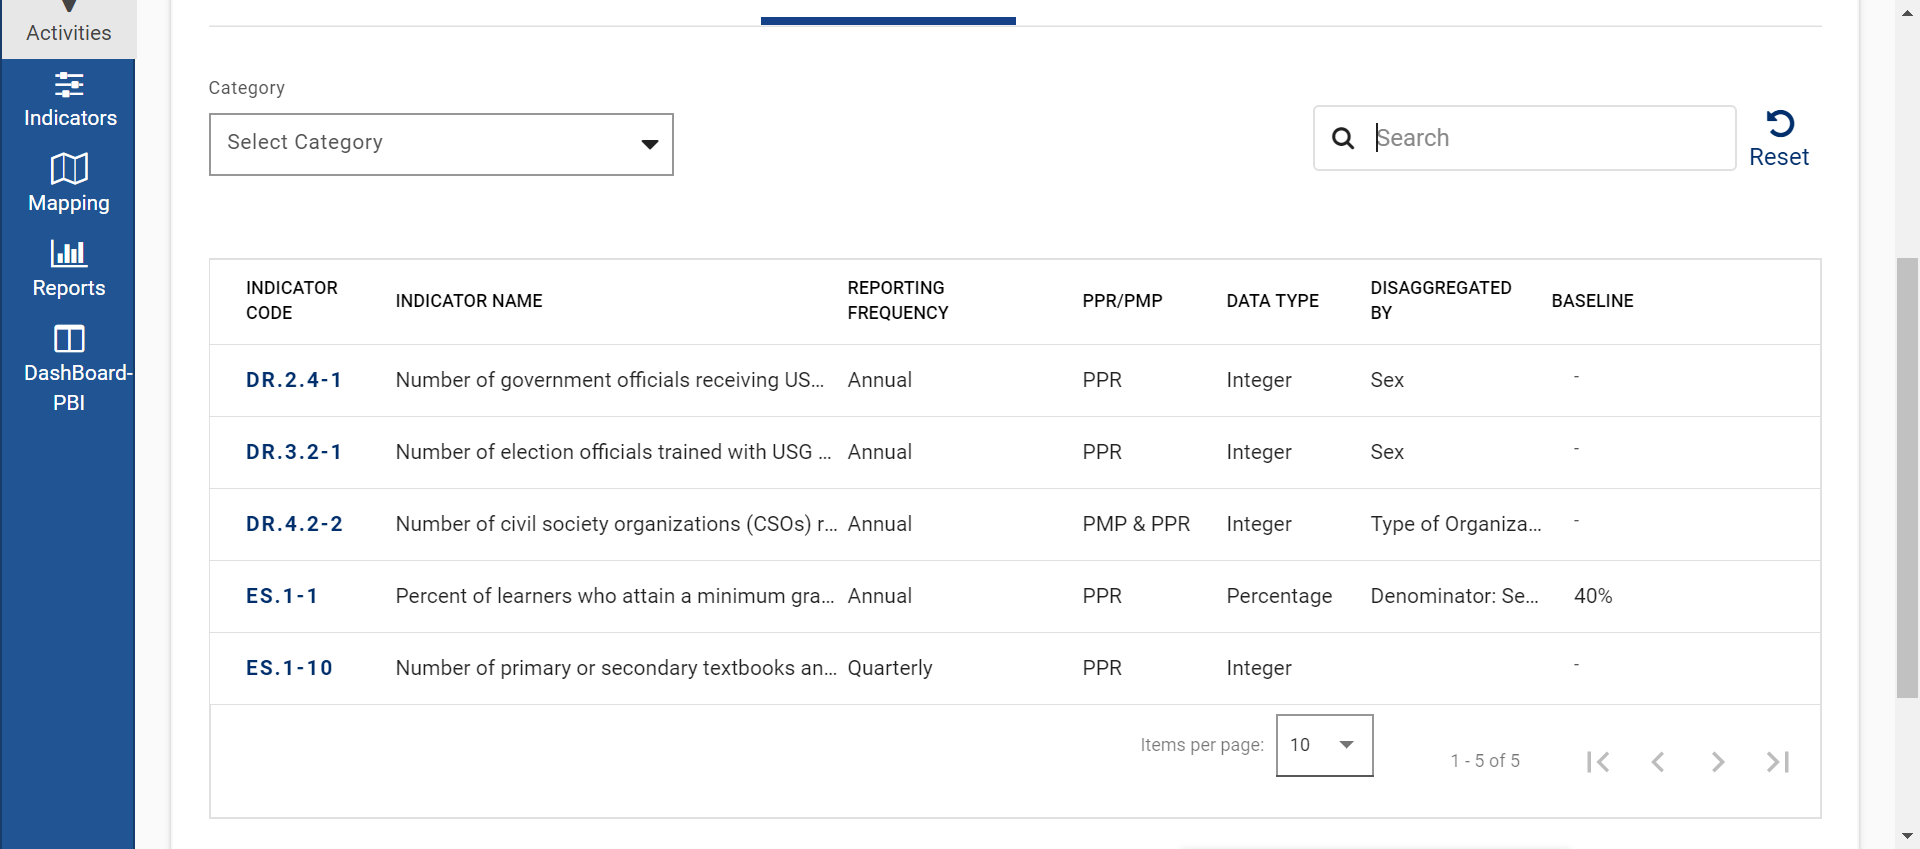 Activities
Indicators
Mapping
Reports
DashBoard-
PBI
Category
Select Category
Search
Reset
INDICATOR CODE INDICATOR NAME REPORTING FREQUENCY PPR/PMP DATA TYPE DISAGGREGATED BY BASELINE
DR.2.4-1 Number of government officials receiving US... Annual PPR Integer Sex -
DR.3.2-1 Number of election officials trained with USG ... Annual PPR Integer Sex -
DR.4.2-2 Number of civil society organizations (CSOs) r... Annual PMP & PPR Integer Type of Organiza... -
ES.1-1 Percent of learners who attain a minimum gra... Annual PPR Percentage Denominator: Se... 40%
ES.1-10 Number of primary or secondary textbooks an... Quarterly PPR Integer -
Items per page: 10 1 - 5 of 5